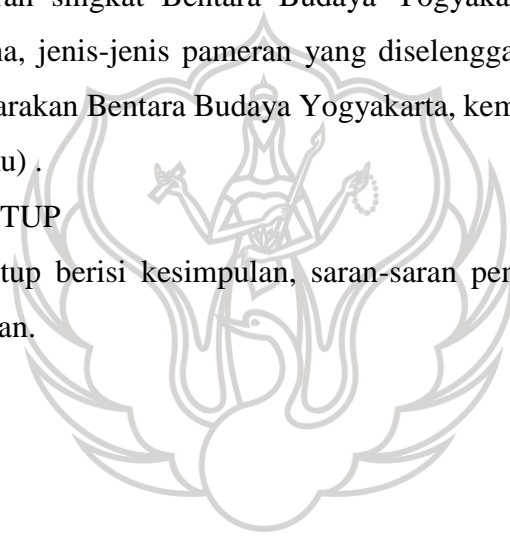 ran singkat Bentara Budaya Yogyaka
na, jenis-jenis pameran yang diselengga
arakan Bentara Budaya Yogyakarta, kem
u) .
TUP
tup berisi kesimpulan, saran-saran pen
an.